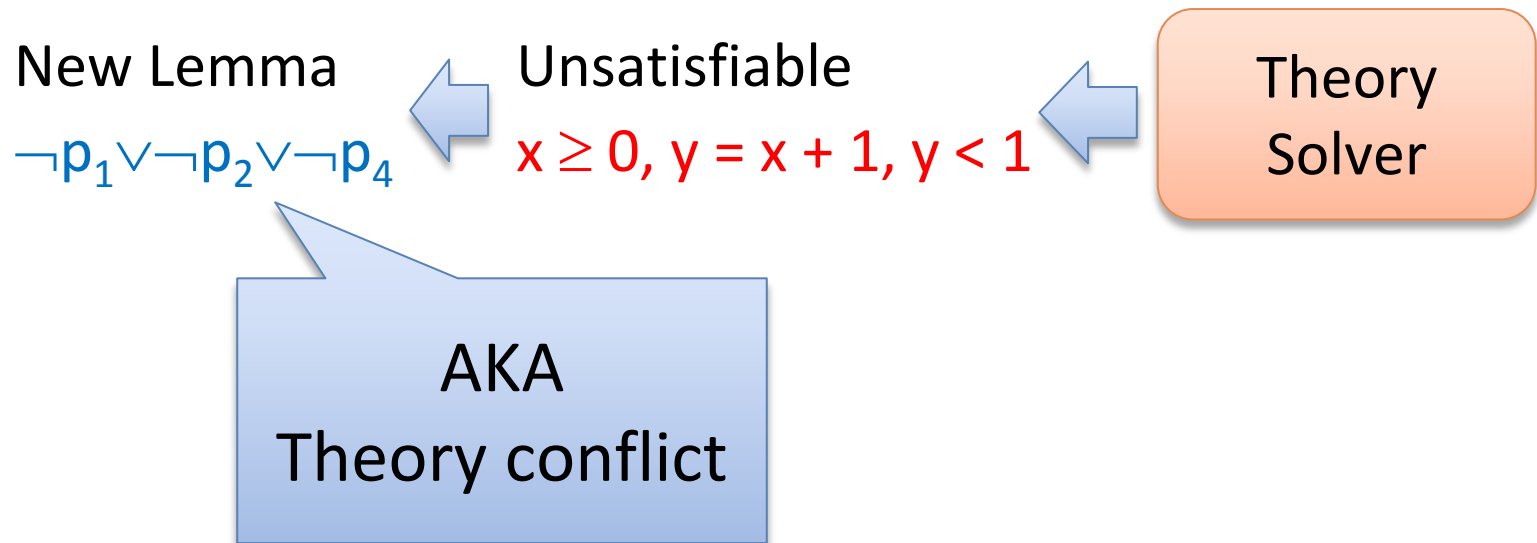 New Lemma
¬p₁∨¬p₂∨¬p₄
Unsatisfiable
x ≥ 0, y = x + 1, y < 1
Theory
Solver
AKA
Theory conflict